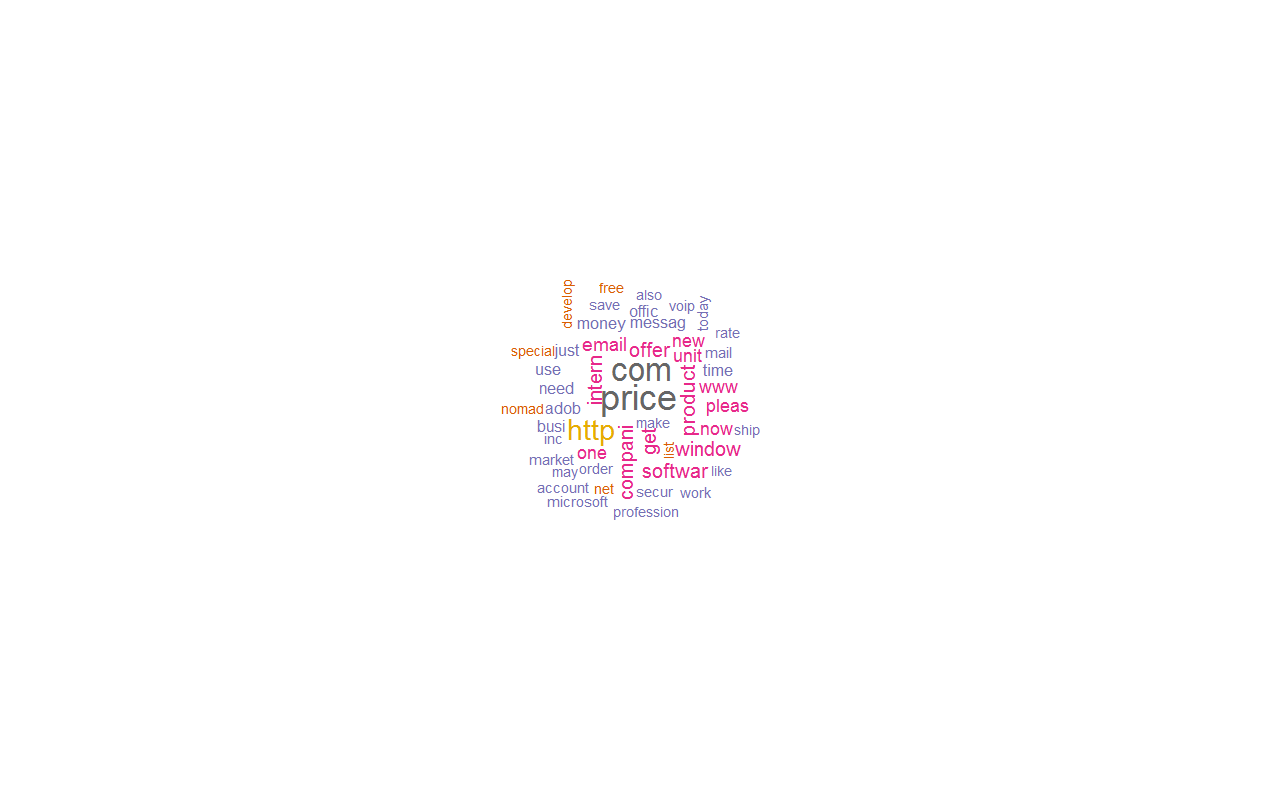 develop
free
also
save
offic
voip
today
money
messag
rate
email
offer
new
special
just
unit
mail
intern
com
product
use
time
need
price
www
nomad
adob
pleas
http
make
busi
get
now
ship
inc
compani
list
one
window
market
may
order
softwar
like
account
net
secur
work
microsoft
profession